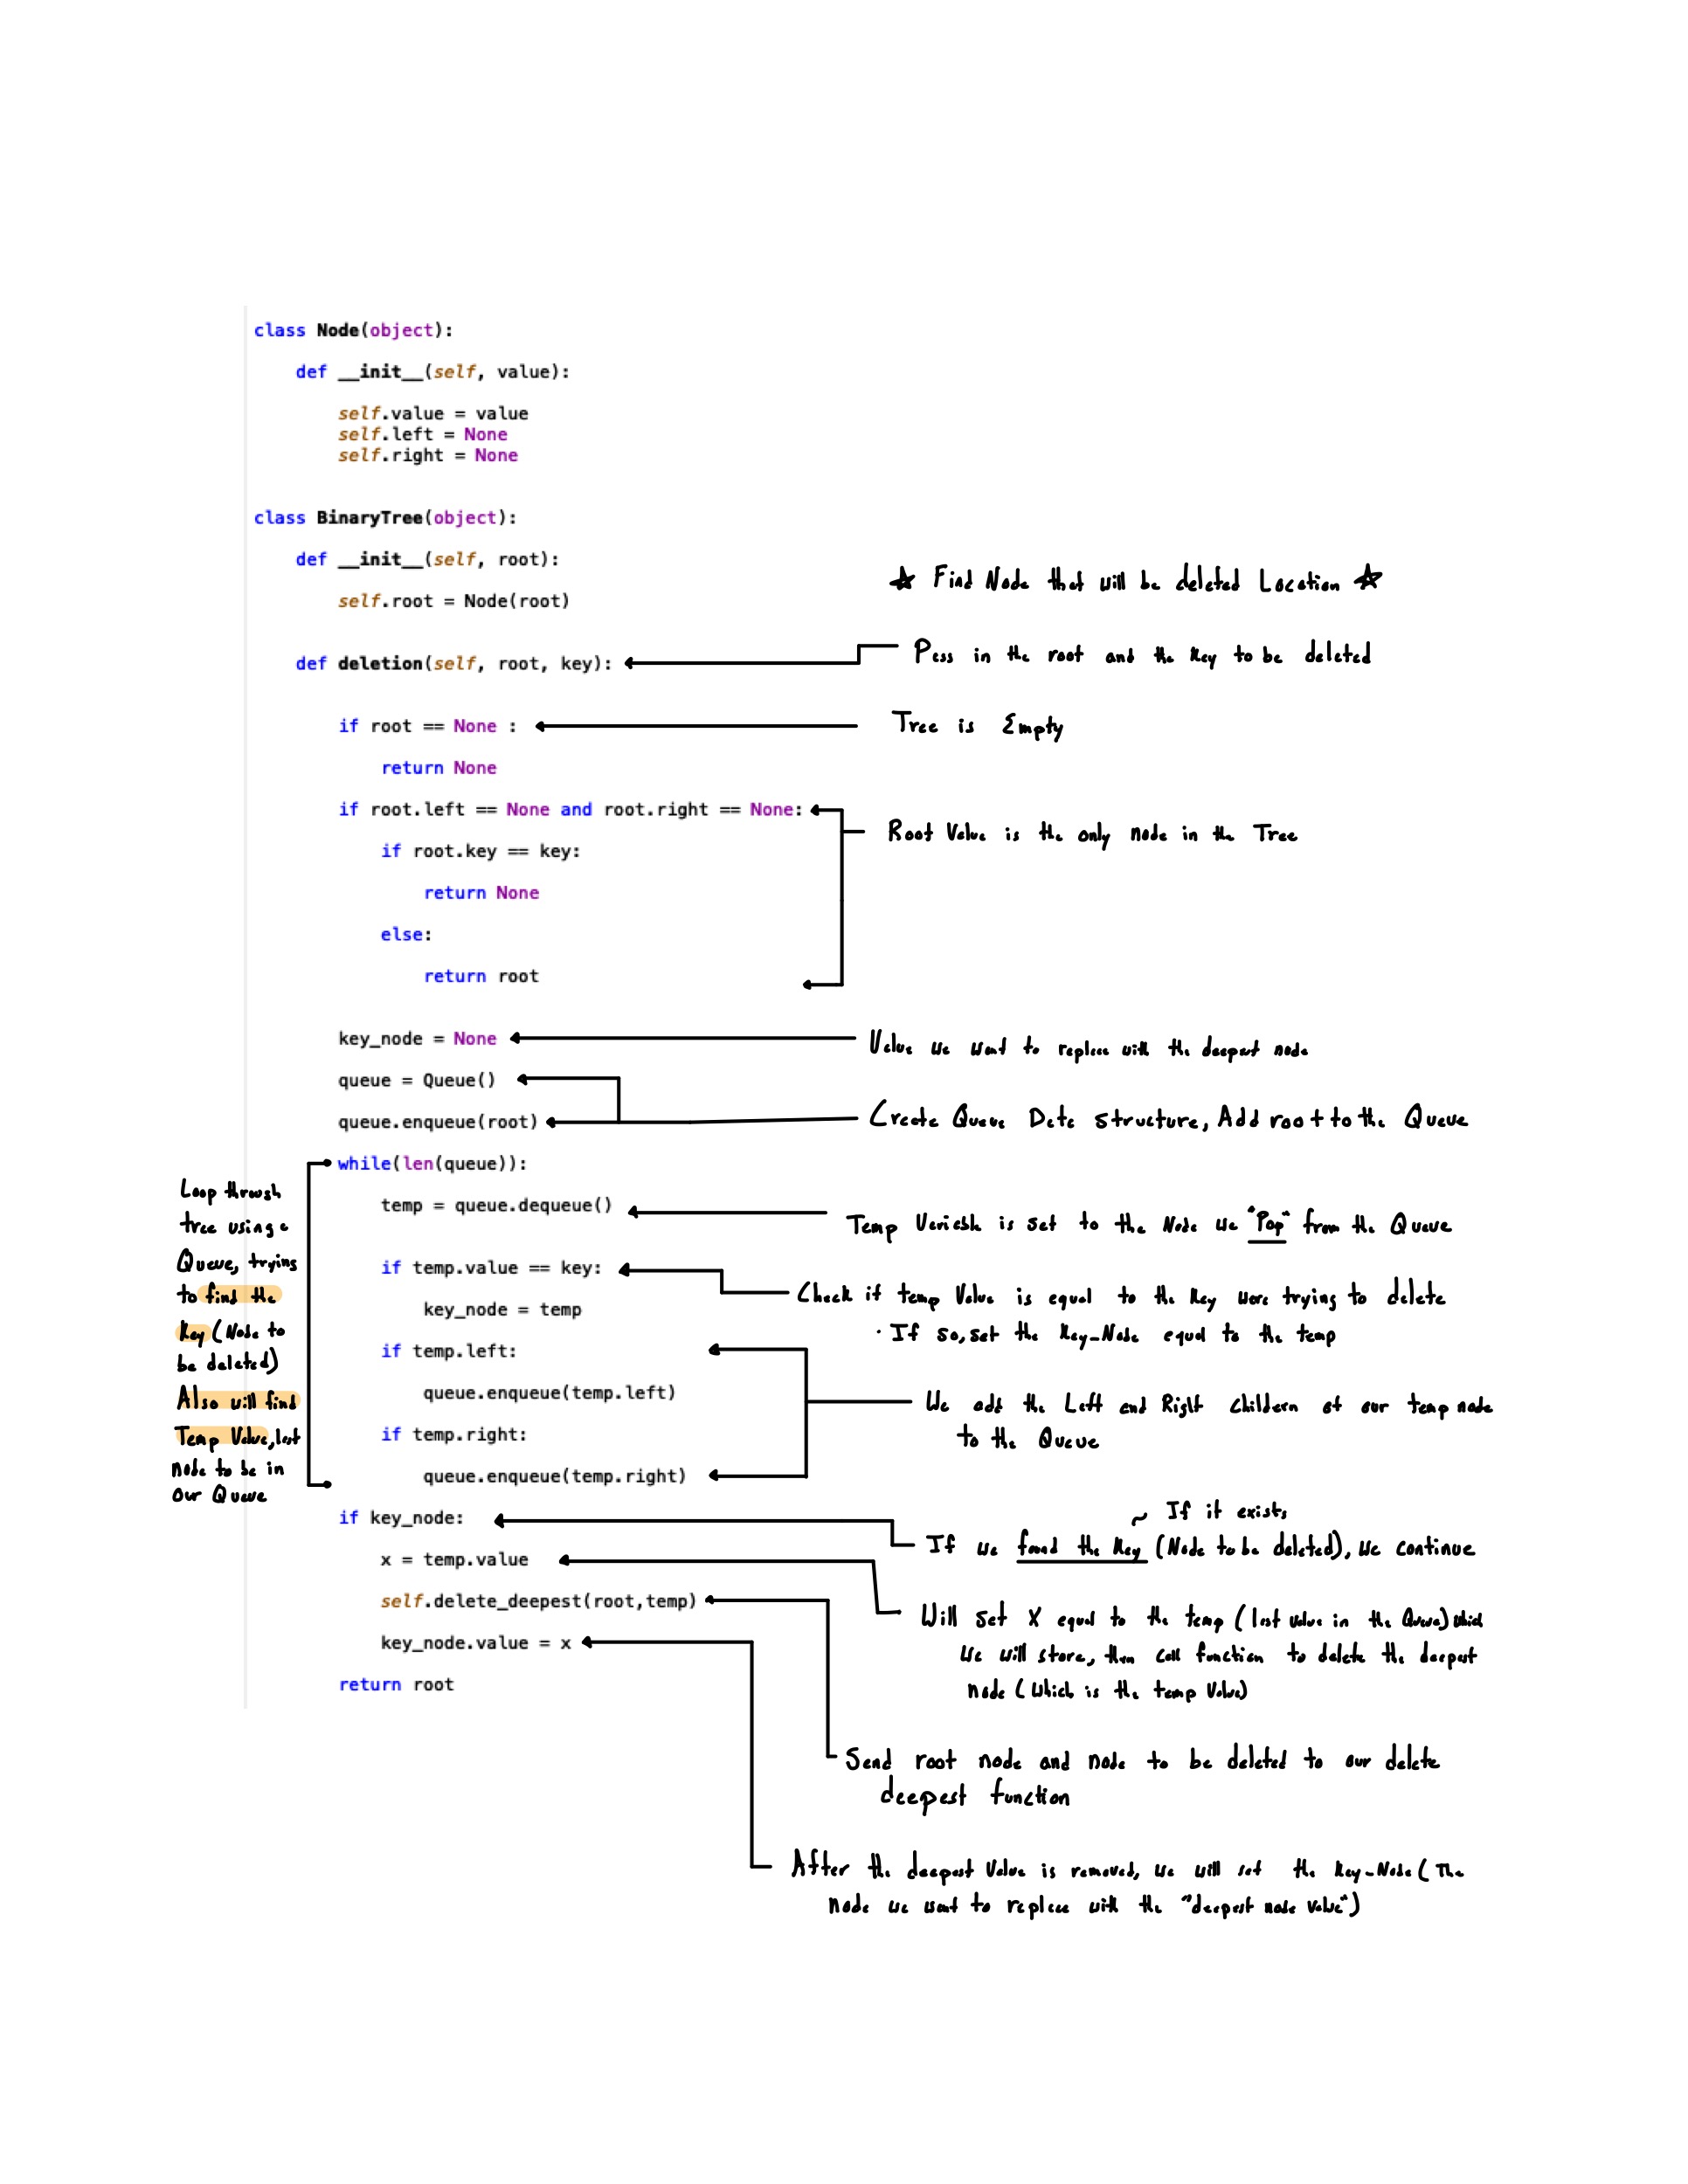 class Node(object):
def __init__(self, value):
self.value = value
self.left = None
self.right = None
class BinaryTree(object):
def __init__(self, root):
self.root = Node(root)
☆ Find Node that will be deleted Location ☆
def deletion(self, root, key):
Pass in the root and the key to be deleted
if root == None :
Tree is Empty
return None
if root.left == None and root.right == None:
Root Value is the only node in the Tree
if root.key == key:
return None
else:
return root
key_node = None
Value we want to replace with the deepest node
queue = Queue()
queue.enqueue(root)
Create Queue Data structure, Add root to the Queue
while(len(queue)):
Loop through
tree using a
Queue, trying
to find the
Key (Node to
be deleted)
Also will find
Temp Value, last
node to be in
our Queue
temp = queue.dequeue()
Temp Variable is set to the Node we "Pop" from the Queue
if temp.value == key:
key_node = temp
Check if temp Value is equal to the key were trying to delete
· If so, set the Key-Node equal to the temp
if temp.left:
queue.enqueue(temp.left)
if temp.right:
queue.enqueue(temp.right)
We add the Left and Right Childern of our temp node
to the Queue
if key_node:
~ If it exists
If we found the Key (Node to be deleted), we continue
x = temp.value
Will set X equal to the temp (last value in the Queue) which
we will store, then call function to delete the deepest
node (which is the temp Value)
self.delete_deepest(root,temp)
Send root node and node to be deleted to our delete
deepest function
key_node.value = x
After the deepest Value is removed, we will set the Key-Node (The
node we want to replace with the "deepest node value")
return root